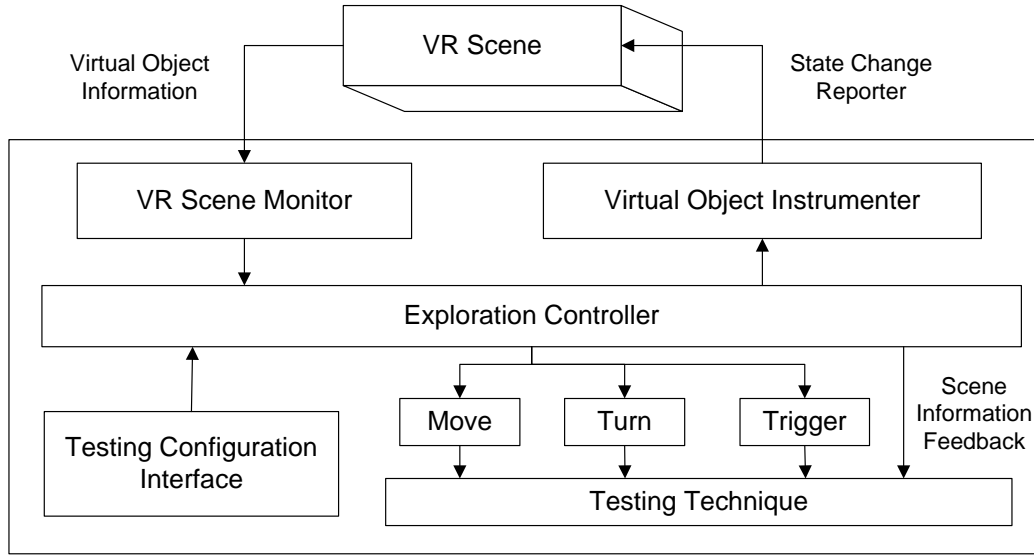 VR Scene
Virtual Object
Information
State Change
Reporter
VR Scene Monitor
Virtual Object Instrumenter
Exploration Controller
Move
Turn
Trigger
Scene
Information
Feedback
Testing Configuration
Interface
Testing Technique